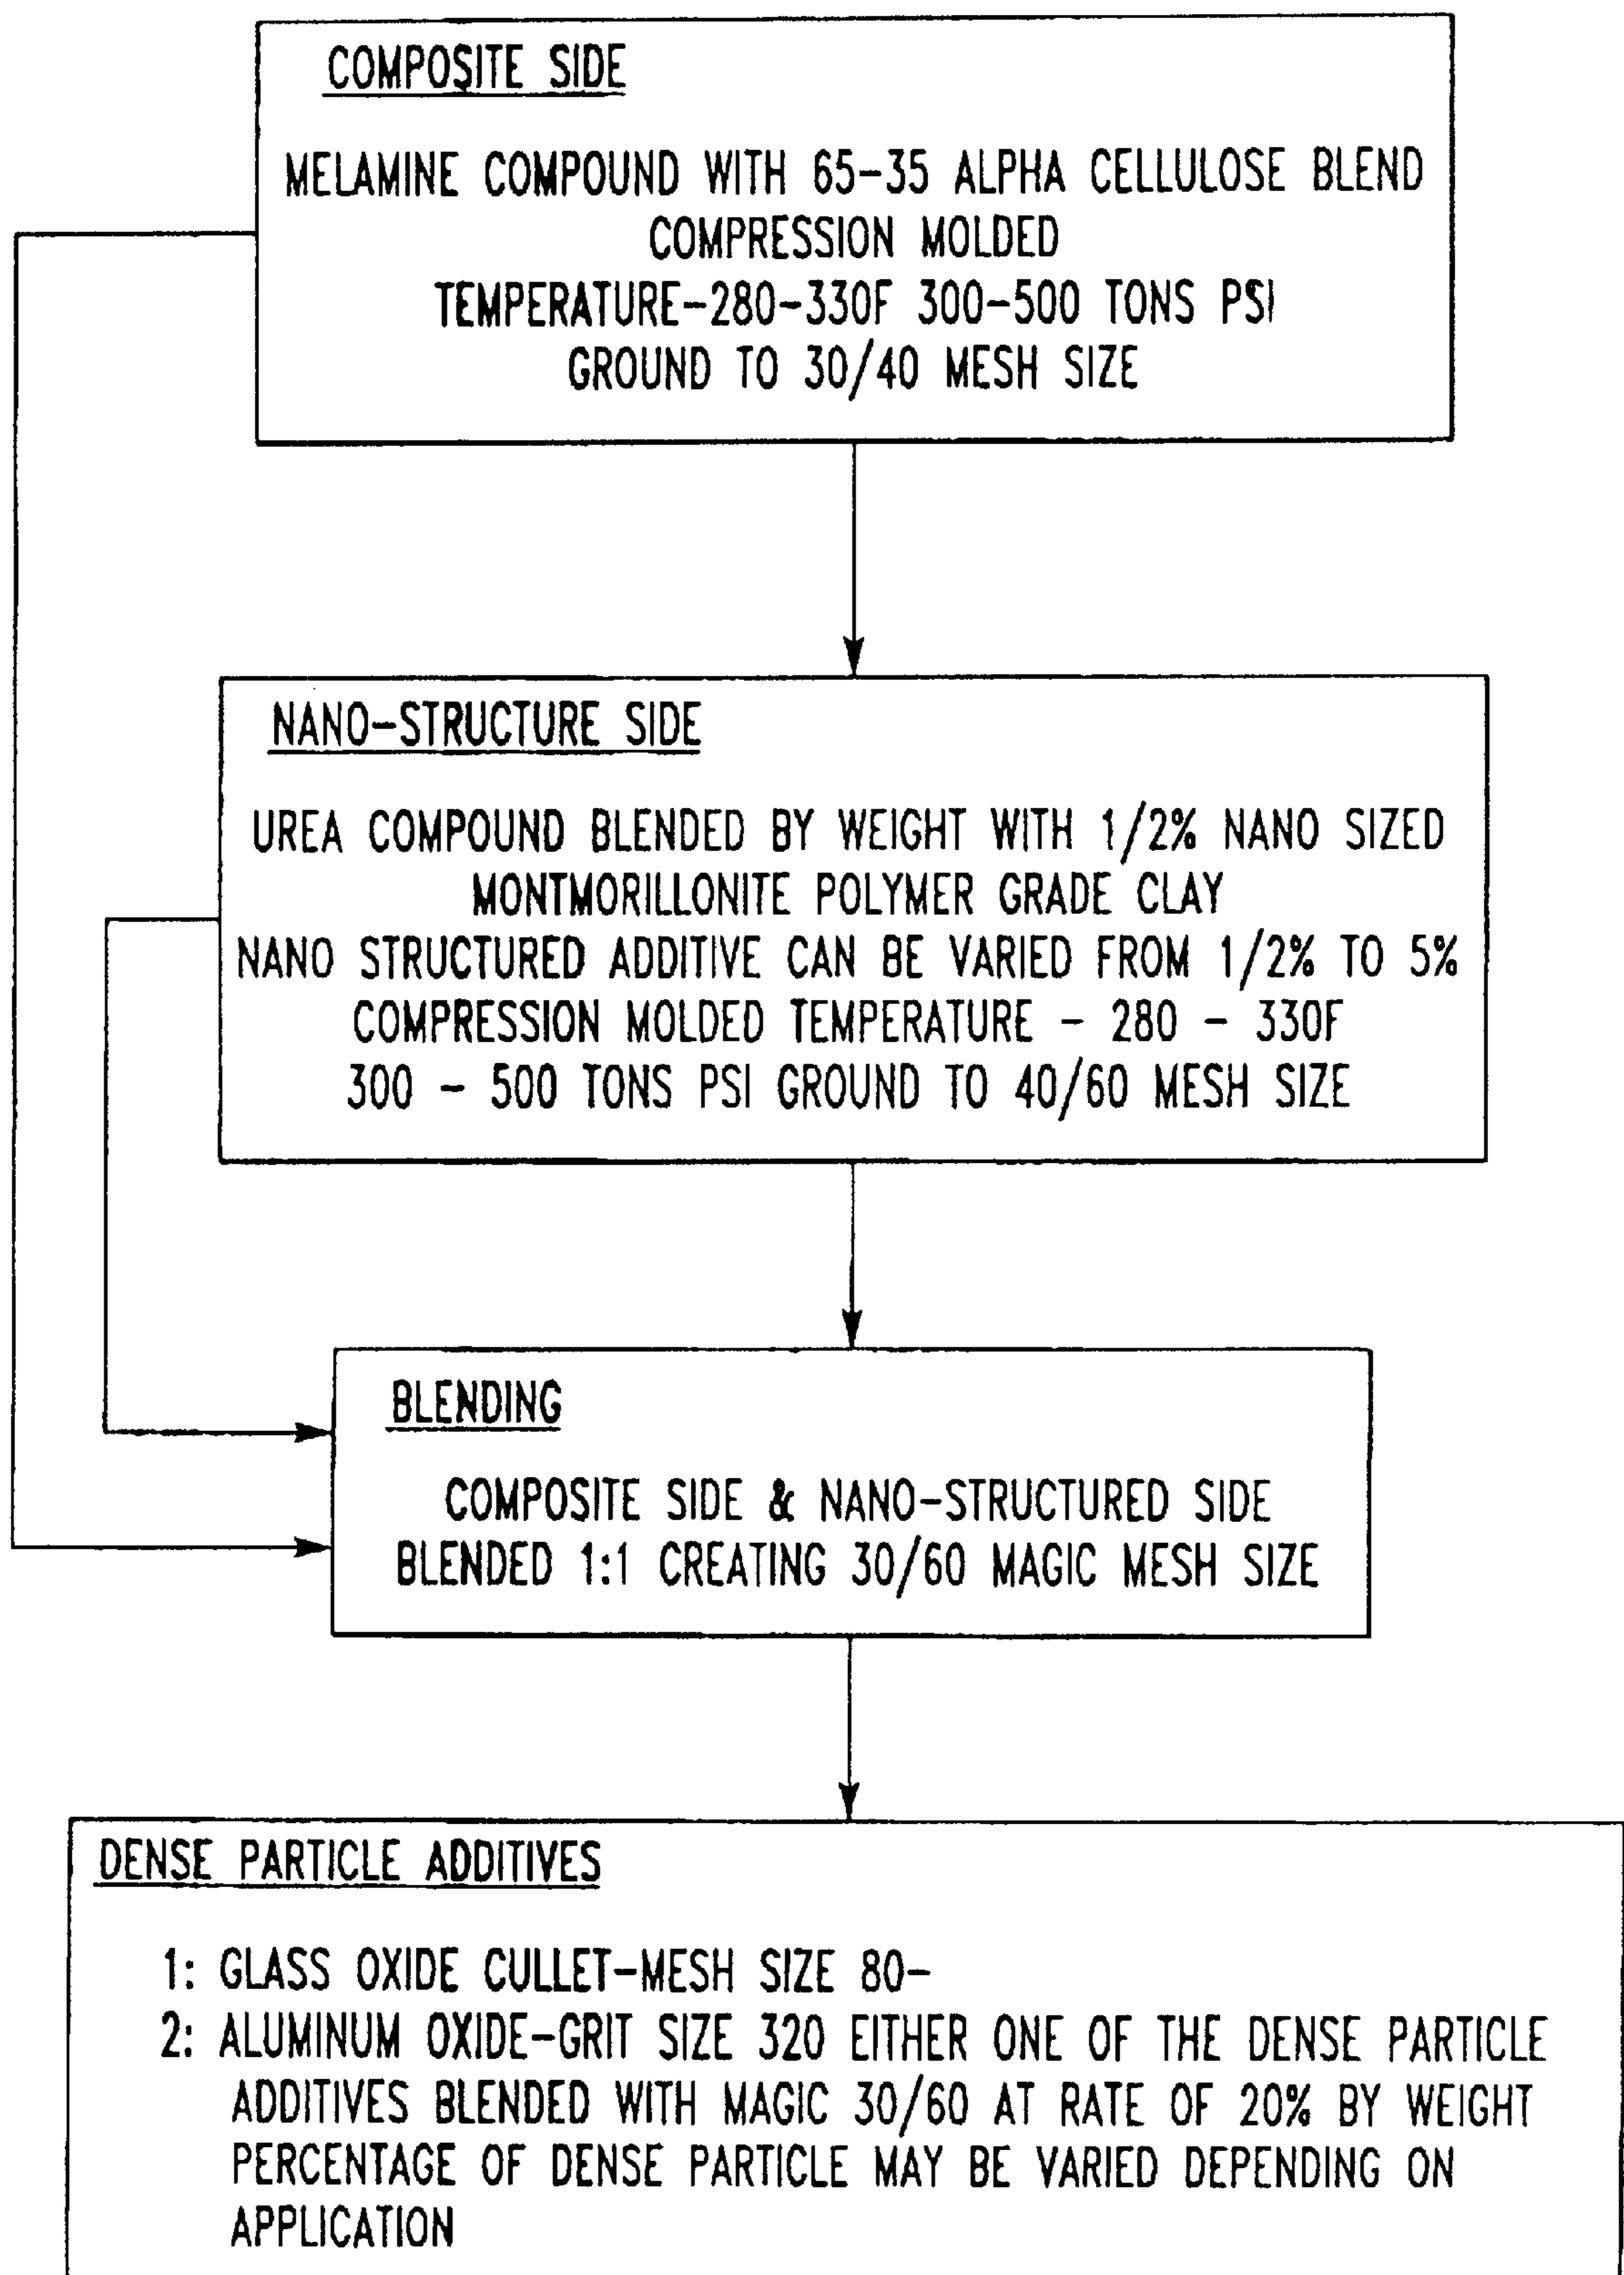 COMPOSITE SIDE
MELAMINE COMPOUND WITH 65-35 ALPHA CELLULOSE BLEND
COMPRESSION MOLDED
TEMPERATURE-280-330F 300-500 TONS PSI
GROUND TO 30/40 MESH SIZE
NANO-STRUCTURE SIDE
UREA COMPOUND BLENDED BY WEIGHT WITH 1/2% NANO SIZED
MONTMORILLONITE POLYMER GRADE CLAY
NANO STRUCTURED ADDITIVE CAN BE VARIED FROM 1/2% TO 5%
COMPRESSION MOLDED TEMPERATURE - 280 - 330F
300 - 500 TONS PSI GROUND TO 40/60 MESH SIZE
BLENDING
COMPOSITE SIDE & NANO-STRUCTURED SIDE
BLENDED 1:1 CREATING 30/60 MAGIC MESH SIZE
DENSE PARTICLE ADDITIVES
1: GLASS OXIDE CULLET-MESH SIZE 80-
2: ALUMINUM OXIDE-GRIT SIZE 320 EITHER ONE OF THE DENSE PARTICLE
ADDITIVES BLENDED WITH MAGIC 30/60 AT RATE OF 20% BY WEIGHT
PERCENTAGE OF DENSE PARTICLE MAY BE VARIED DEPENDING ON
APPLICATION